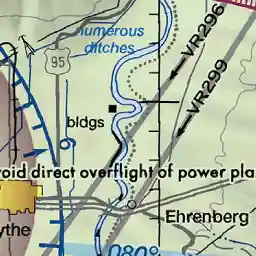 numerous
ditches
VR296
95
VR299
bldgs
void direct overflight of power pla
Ehrenberg
ythe
080°